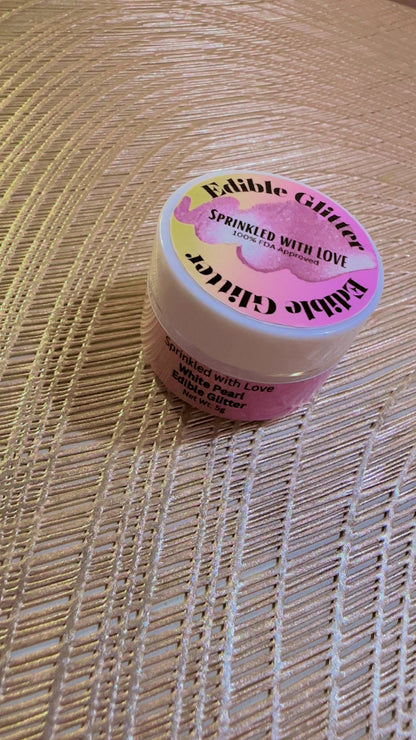 Edible Glitter
SPRINKLED WITH LOVE
100% FDA Approved
Edible Glitter
Sprinkled with Love
White Pearl
Edible Glitter
Net Wt. 5g